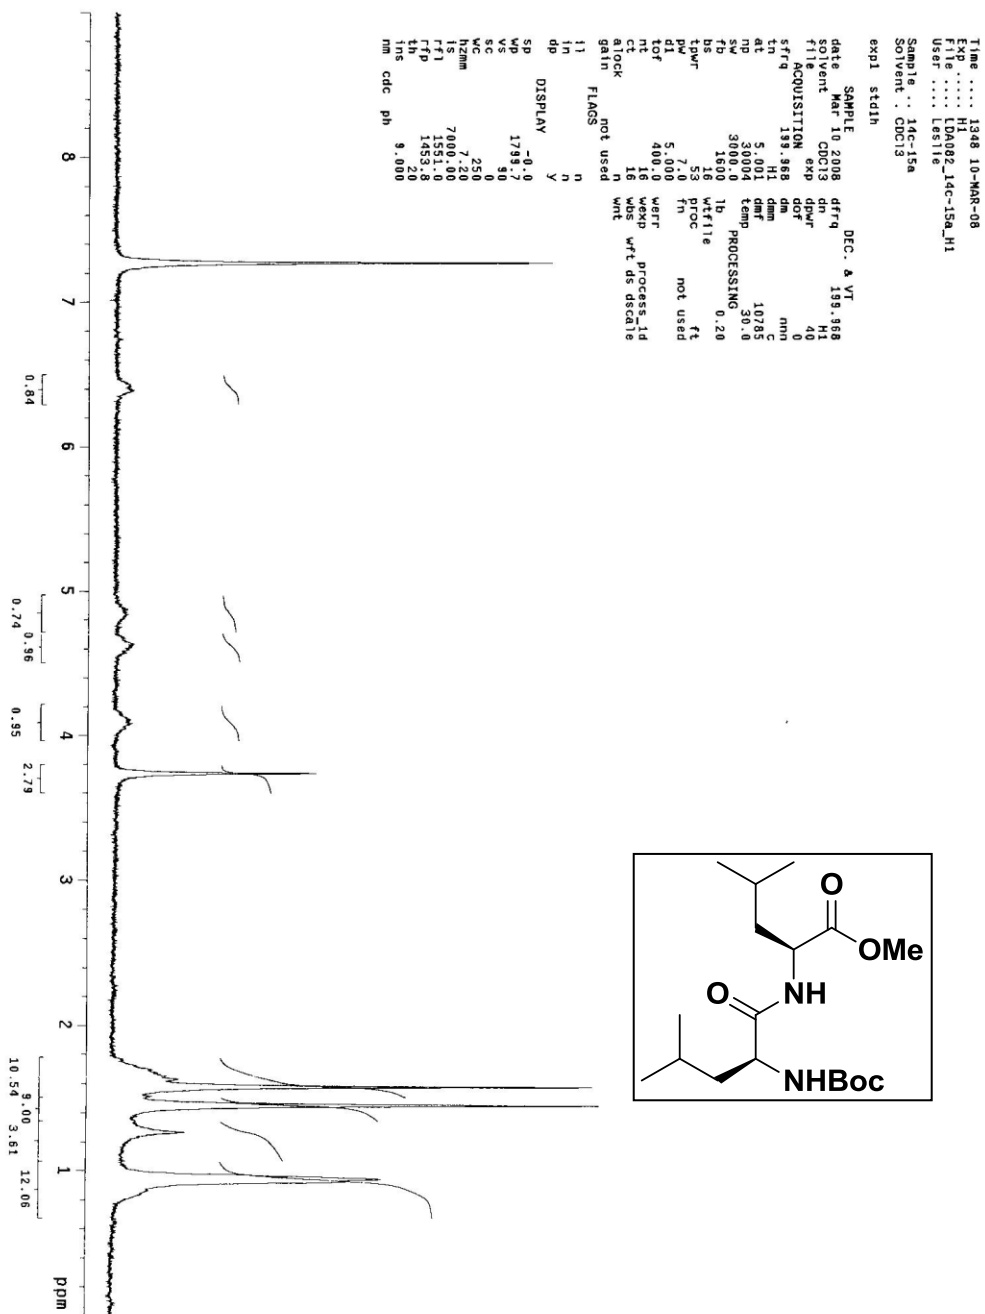 Time .... 1348 10-MAR-08
Exp ..... H1
File .... LDA082_14c-15a_H1
User .... Leslie
Sample .. 14c-15a
Solvent . CDCl3
exp1 stdih
SAMPLE
date Mar 10 2008
solvent CDCl3
file exp
ACQUISITION
sfrq 199.968
tn H1
at 5.001
np 30004
sw 3000.0
fb 1600
bs 16
tpwr 53
pw 7.0
d1 5.000
tof 400.0
nt 16
ct 16
alock n
gain not used
FLAGS
il n
in n
dp y
DISPLAY
sp -0.0
wp 1799.7
vs 90
sc 0
wc 250
hzmm 7.20
is 7000.00
rfl 1551.0
rfp 1453.8
th 20
ins 9.000
nm cdc ph
DEC. & VT
dfrq 199.968
dn H1
dpwr 40
dof 0
dm nnn
dmm c
dmf 10785
temp 30.0
PROCESSING
lb 0.20
wtfile
proc ft
fn not used
werr
wexp process_1d
wbs wft ds dscale
wnt
8 7 6 5 4 3 2 1 ppm
0.84 0.74 0.96 0.95 2.79 10.54 9.00 3.61 12.06
O
OMe
O
NH
NHBoc